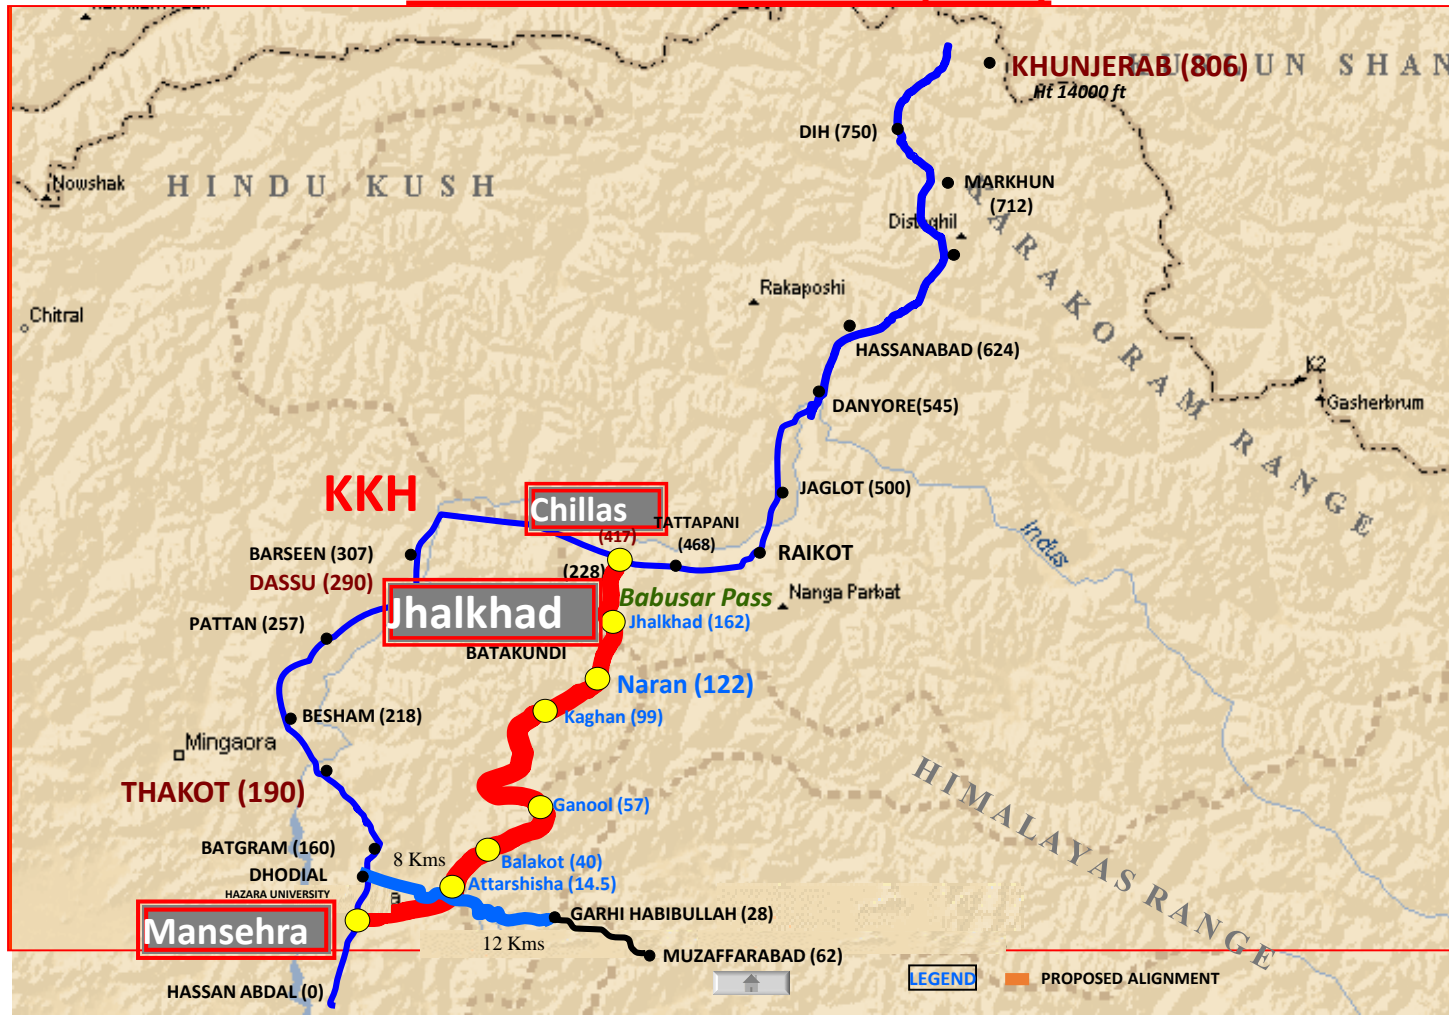 KUNLUN SHAN
KHUNJERAB (806)
Ht 14000 ft
DIH (750)
Nowshak
HINDU KUSH
MARKHUN
(712)
Disteghil
KARAKORAM RANGE
Rakaposhi
Chitral
HASSANABAD (624)
K2
Gasherbrum
DANYORE(545)
KKH
JAGLOT (500)
Chillas
(417)
TATTAPANI
(468)
Indus
BARSEEN (307)
RAIKOT
DASSU (290)
(228)
Babusar Pass
Nanga Parbat
Jhalkhad
Jhalkhad (162)
PATTAN (257)
BATAKUNDI
Naran (122)
BESHAM (218)
Kaghan (99)
Mingaora
THAKOT (190)
HIMALAYAS RANGE
Ganool (57)
BATGRAM (160)
8 Kms
Balakot (40)
DHODIAL
Attarshisha (14.5)
HAZARA UNIVERSITY
Mansehra
GARHI HABIBULLAH (28)
12 Kms
MUZAFFARABAD (62)
HASSAN ABDAL (0)
LEGEND
PROPOSED ALIGNMENT